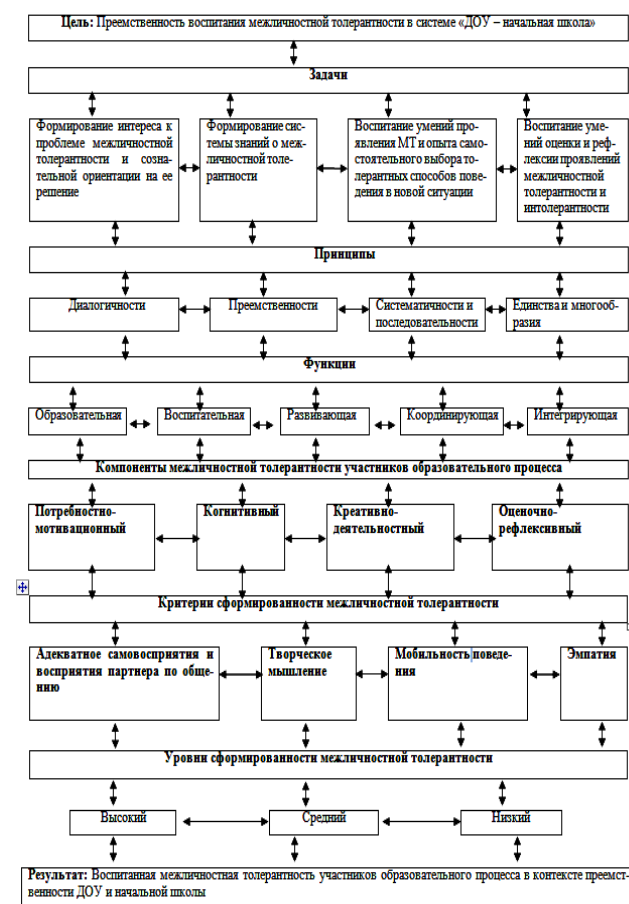 Цель: Преемственность воспитания межличностной толерантности в системе «ДОУ – начальная школа»
Задачи
Формирование интереса к
проблеме межличностной
толерантности и созна-
тельной ориентации на ее
решение
Формирование сис-
темы знаний о меж-
личностной толе-
рантности
Воспитание умений про-
явления МТ и опыта само-
стоятельного выбора то-
лерантных способов пове-
дения в новой ситуации
Воспитание уме-
ний оценки и реф-
лексии проявлений
межличностной
толерантности и
интолерантности
Принципы
Диалогичности
Преемственности
Систематичности и
последовательности
Единства и многооб-
разия
Функции
Образовательная
Воспитательная
Развивающая
Координирующая
Интегрирующая
Компоненты межличностной толерантности участников образовательного процесса
Потребностно-
мотивационный
Когнитивный
Креативно-
деятельностный
Оценочно-
рефлексивный
Критерии сформированности межличностной толерантности
Адекватное самовосприятия и
восприятия партнера по обще-
нию
Творческое
мышление
Мобильность поведе-
ния
Эмпатия
Уровни сформированности межличностной толерантности
Высокий
Средний
Низкий
Результат: Воспитанная межличностная толерантность участников образовательного процесса в контексте преемст-
венности ДОУ и начальной школы